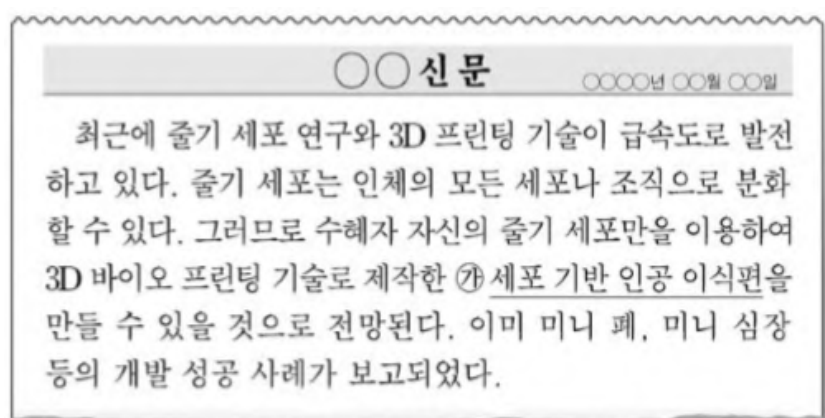 ○○신문
○○○○년 ○○월 ○○일
최근에 줄기 세포 연구와 3D 프린팅 기술이 급속도로 발전
하고 있다. 줄기 세포는 인체의 모든 세포나 조직으로 분화
할 수 있다. 그러므로 수혜자 자신의 줄기 세포만을 이용하여
3D 바이오 프린팅 기술로 제작한 ㉮세포 기반 인공 이식편을
만들 수 있을 것으로 전망된다. 이미 미니 폐, 미니 심장
등의 개발 성공 사례가 보고되었다.